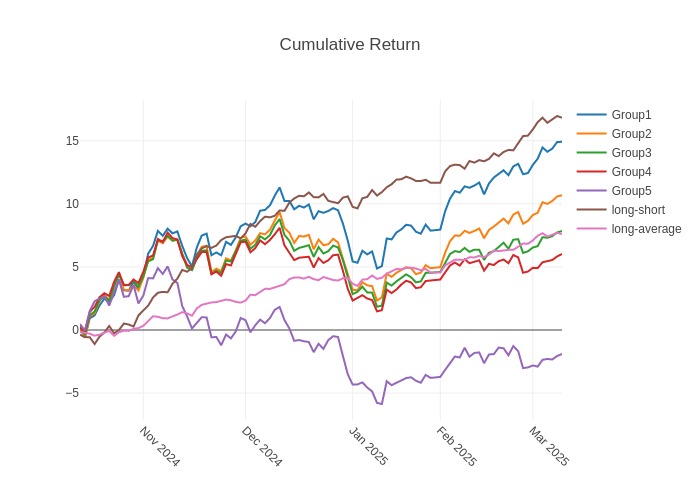 Cumulative Return
15
10
5
0
−5
Nov 2024
Dec 2024
Jan 2025
Feb 2025
Mar 2025
Group1
Group2
Group3
Group4
Group5
long-short
long-average